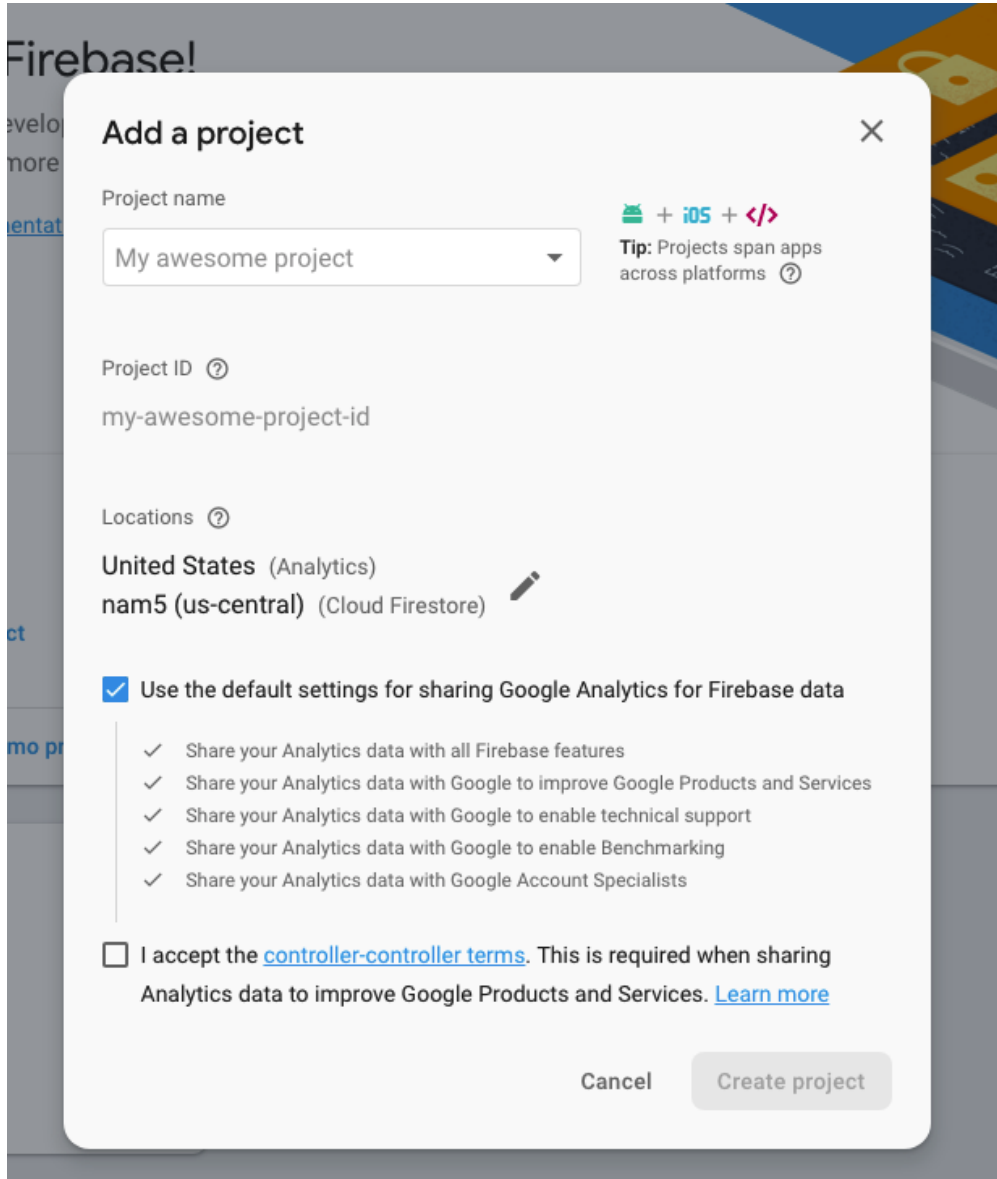 Firebase!
Add a project
Project name
My awesome project
+ iOS + </>
Tip: Projects span apps
across platforms ?
Project ID ?
my-awesome-project-id
Locations ?
United States (Analytics)
nam5 (us-central) (Cloud Firestore)
Use the default settings for sharing Google Analytics for Firebase data
Share your Analytics data with all Firebase features
Share your Analytics data with Google to improve Google Products and Services
Share your Analytics data with Google to enable technical support
Share your Analytics data with Google to enable Benchmarking
Share your Analytics data with Google Account Specialists
I accept the controller-controller terms. This is required when sharing
Analytics data to improve Google Products and Services. Learn more
Cancel Create project
more